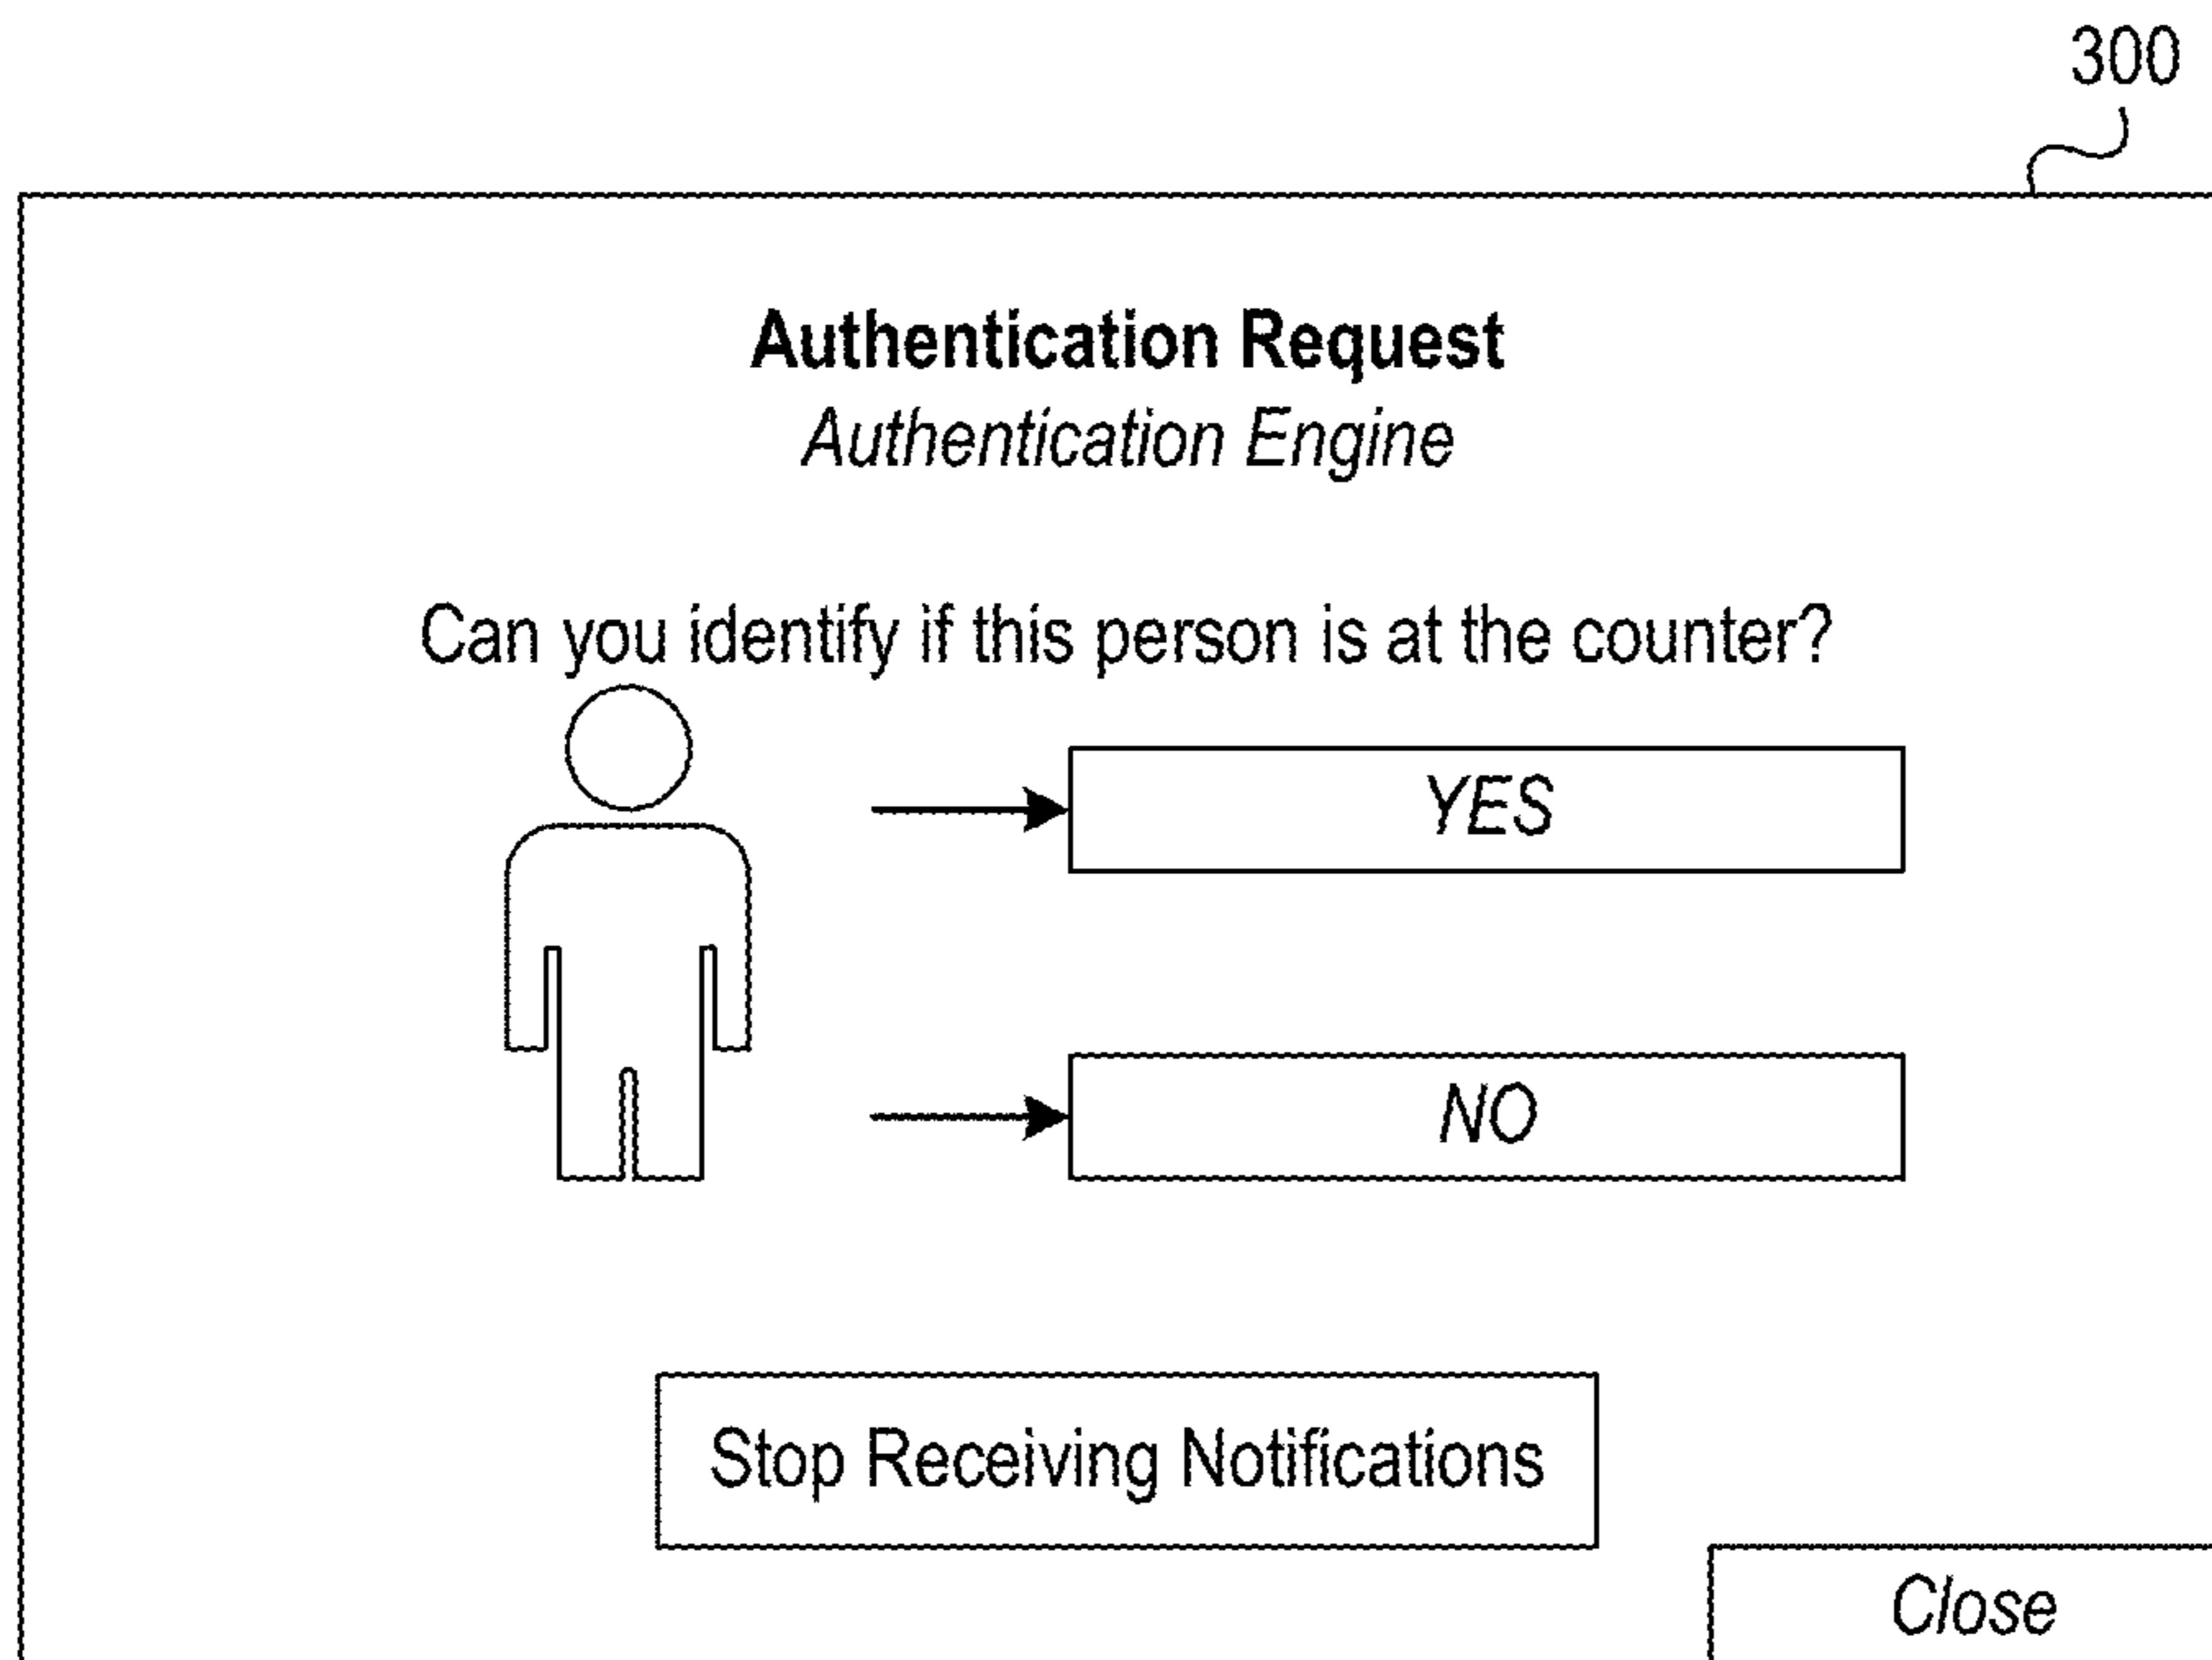 300
Authentication Request
Authentication Engine
Can you identify if this person is at the counter?
YES
NO
Stop Receiving Notifications
Close